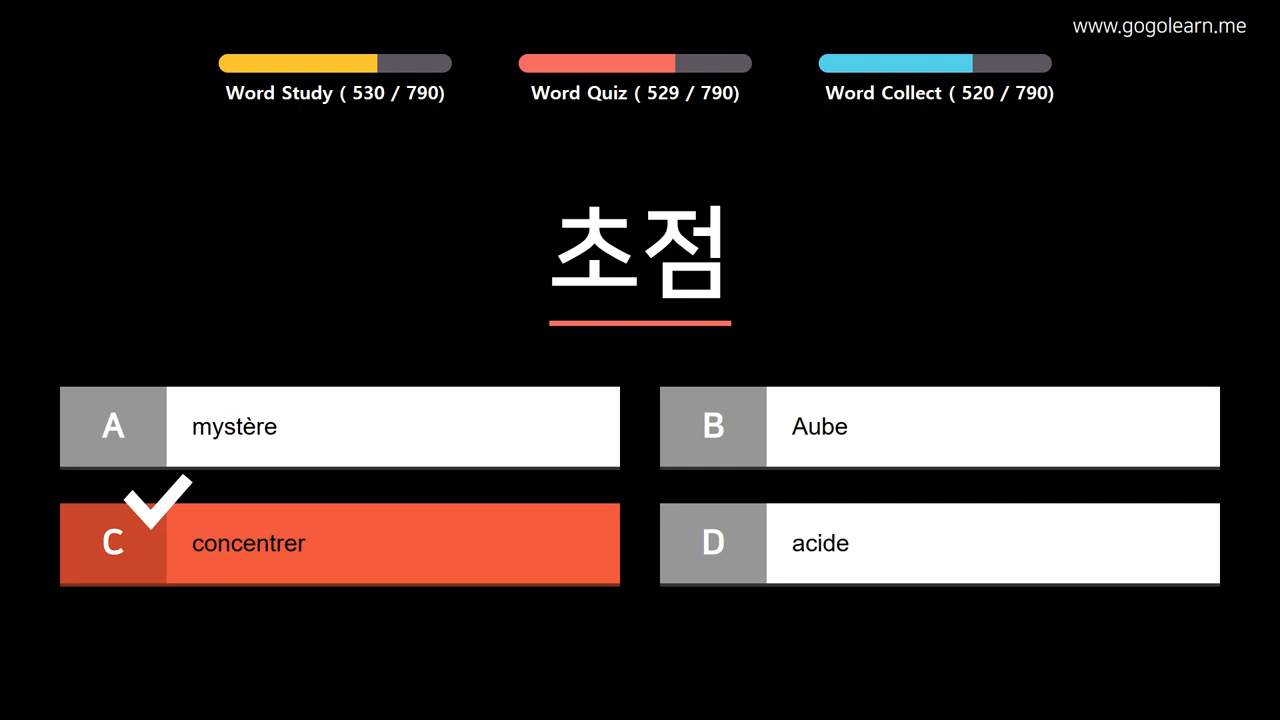 www.gogolearn.me
Word Study ( 530 / 790)
Word Quiz ( 529 / 790)
Word Collect ( 520 / 790)
초점
A mystère
B Aube
C concentrer
D acide